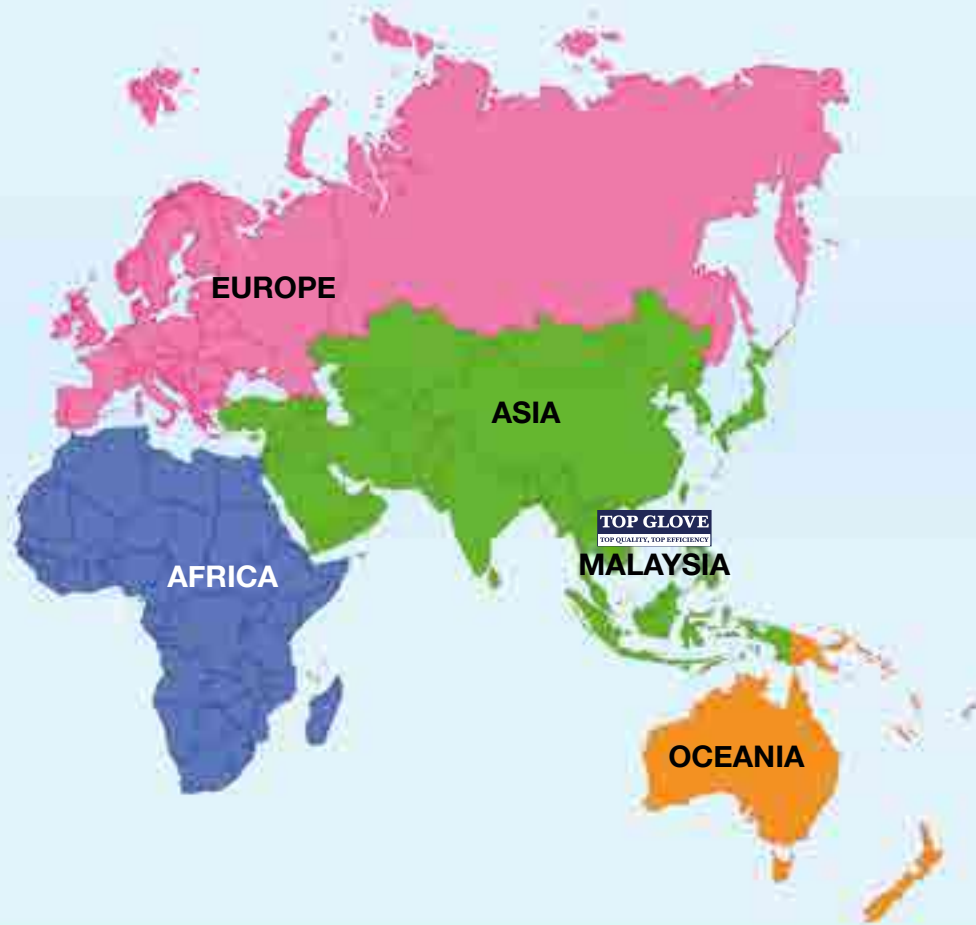 EUROPE
ASIA
TOP GLOVE
TOP QUALITY, TOP EFFICIENCY
MALAYSIA
AFRICA
OCEANIA